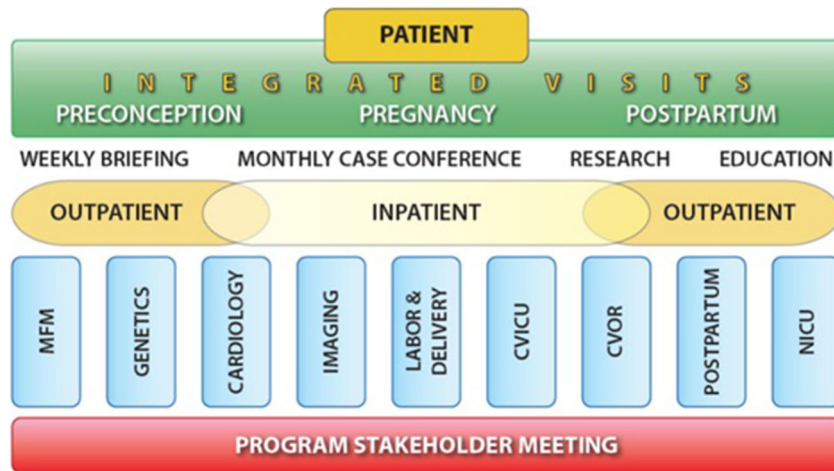 PATIENT
INTEGRATED VISITS
PRECONCEPTION PREGNANCY POSTPARTUM
WEEKLY BRIEFING MONTHLY CASE CONFERENCE RESEARCH EDUCATION
OUTPATIENT INPATIENT OUTPATIENT
MFM
GENETICS
CARDIOLOGY
IMAGING
LABOR &
DELIVERY
CVICU
CVOR
POSTPARTUM
NICU
PROGRAM STAKEHOLDER MEETING